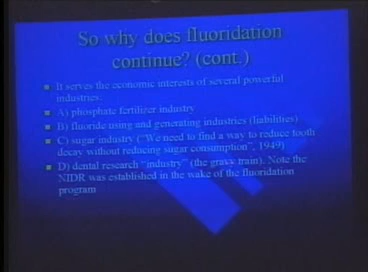 So why does fluoridation
continue? (cont.)
It serves the economic interests of several powerful
industries:
A) phosphate fertilizer industry
B) fluoride using and generating industries (liabilities)
C) sugar industry ("We need to find a way to reduce tooth
decay without reducing sugar consumption", 1949)
D) dental research "industry" (the gravy train). Note the
NIDR was established in the wake of the fluoridation
program